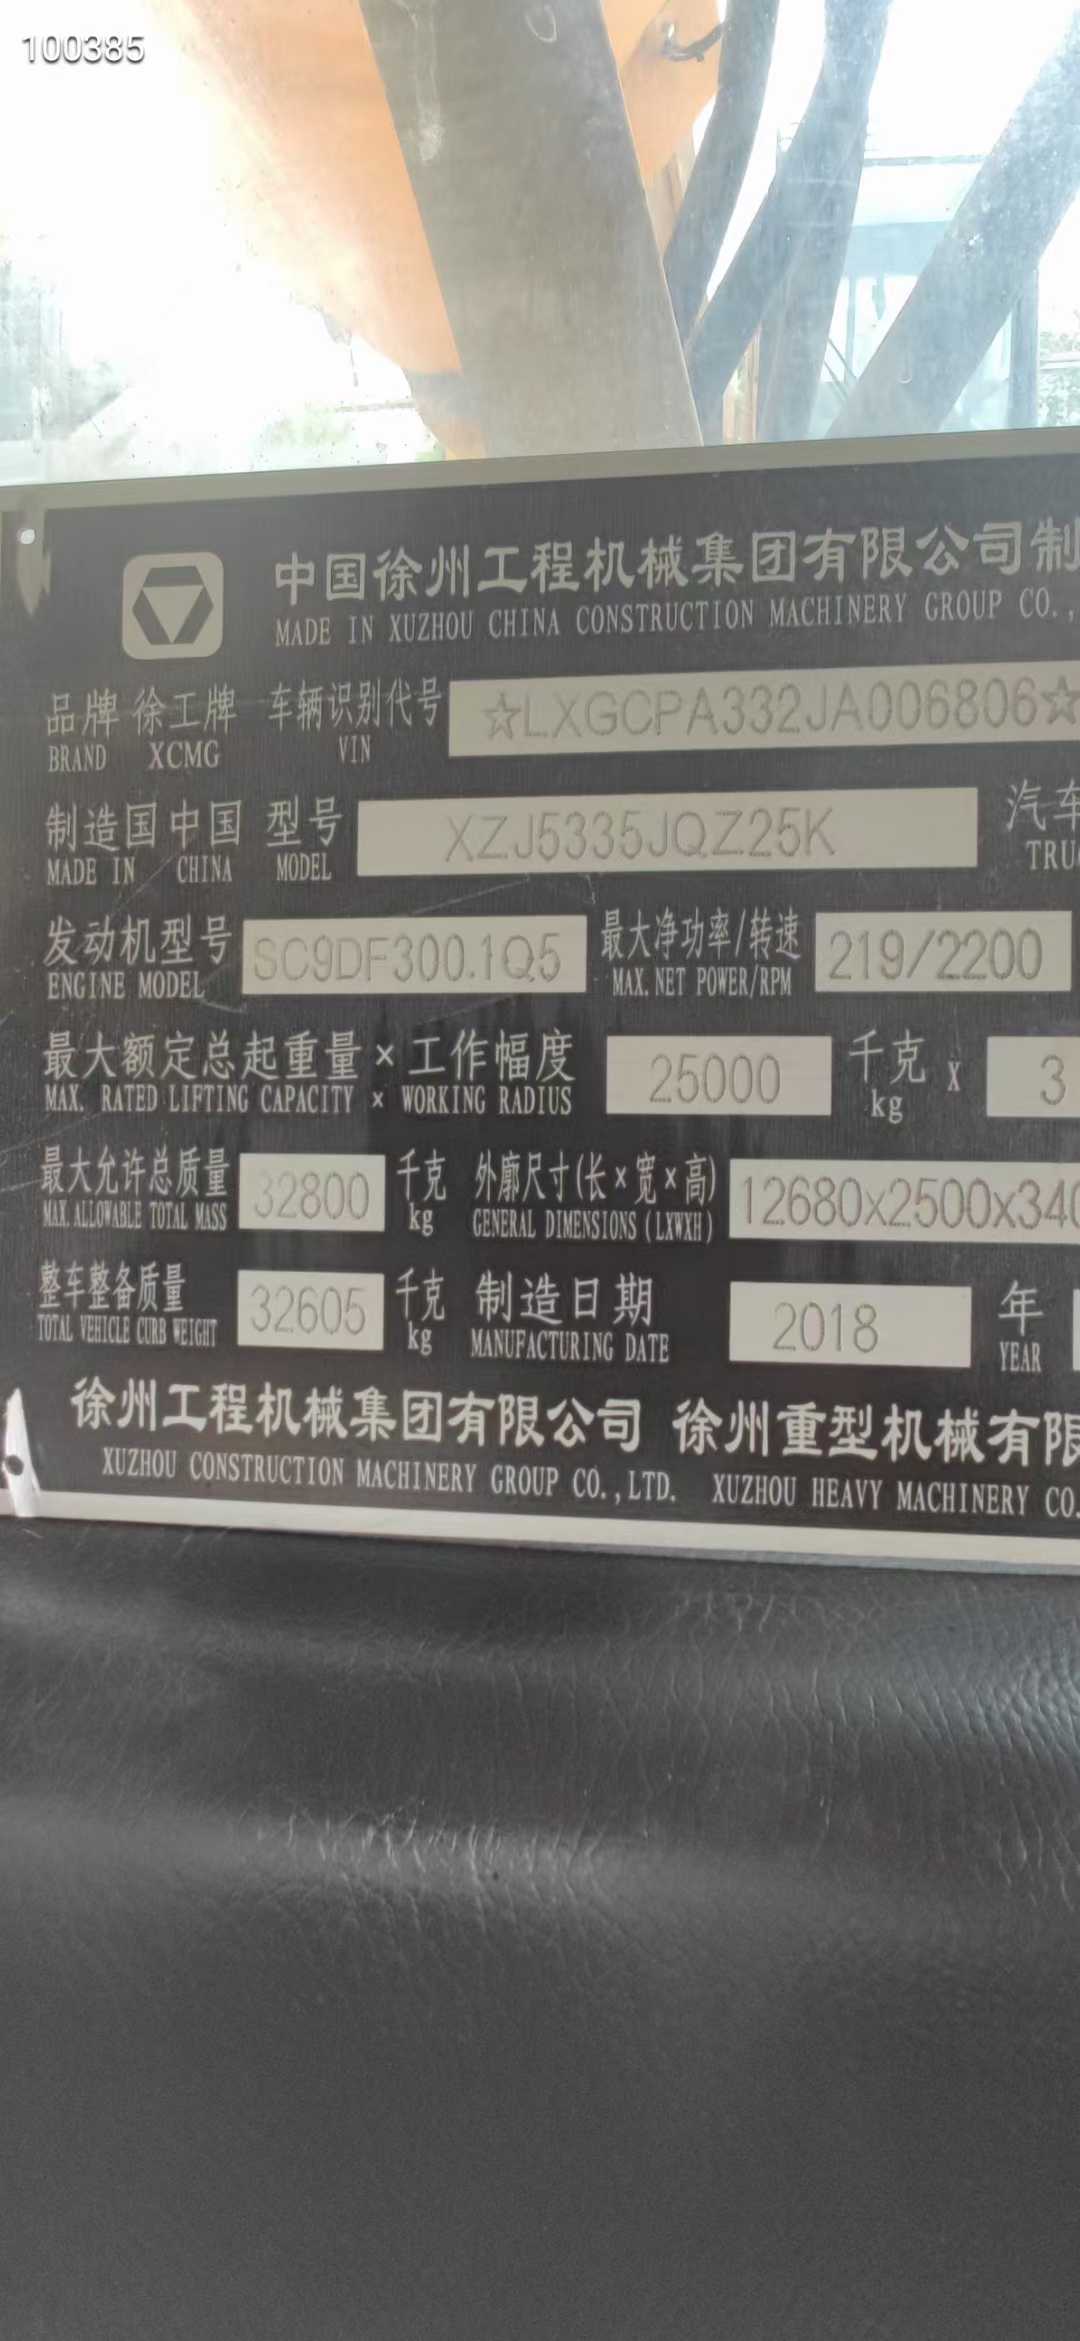 100385
中国徐州工程机械集团有限公司制
MADE IN XUZHOU CHINA CONSTRUCTION MACHINERY GROUP CO.,
品牌 徐工牌 车辆识别代号 ☆LXGCPA332JA006806☆
BRAND XCMG VIN
制造国中国 型号 XZJ5335JQZ25K 汽车
MADE IN CHINA MODEL
发动机型号 SC9DF300.1Q5 最大净功率/转速 219/2200
ENGINE MODEL MAX. NET POWER/RPM
最大额定总起重量×工作幅度 25000 千克 x 3
MAX. RATED LIFTING CAPACITY × WORKING RADIUS kg
最大允许总质量 32800 千克 外廓尺寸(长×宽×高) 12680x2500x340
MAX. ALLOWABLE TOTAL MASS kg GENERAL DIMENSIONS (LXWXH)
整车整备质量 32605 千克 制造日期 2018 年
TOTAL VEHICLE CURB WEIGHT kg MANUFACTURING DATE YEAR
徐州工程机械集团有限公司 徐州重型机械有限
XUZHOU CONSTRUCTION MACHINERY GROUP CO.,LTD. XUZHOU HEAVY MACHINERY CO.